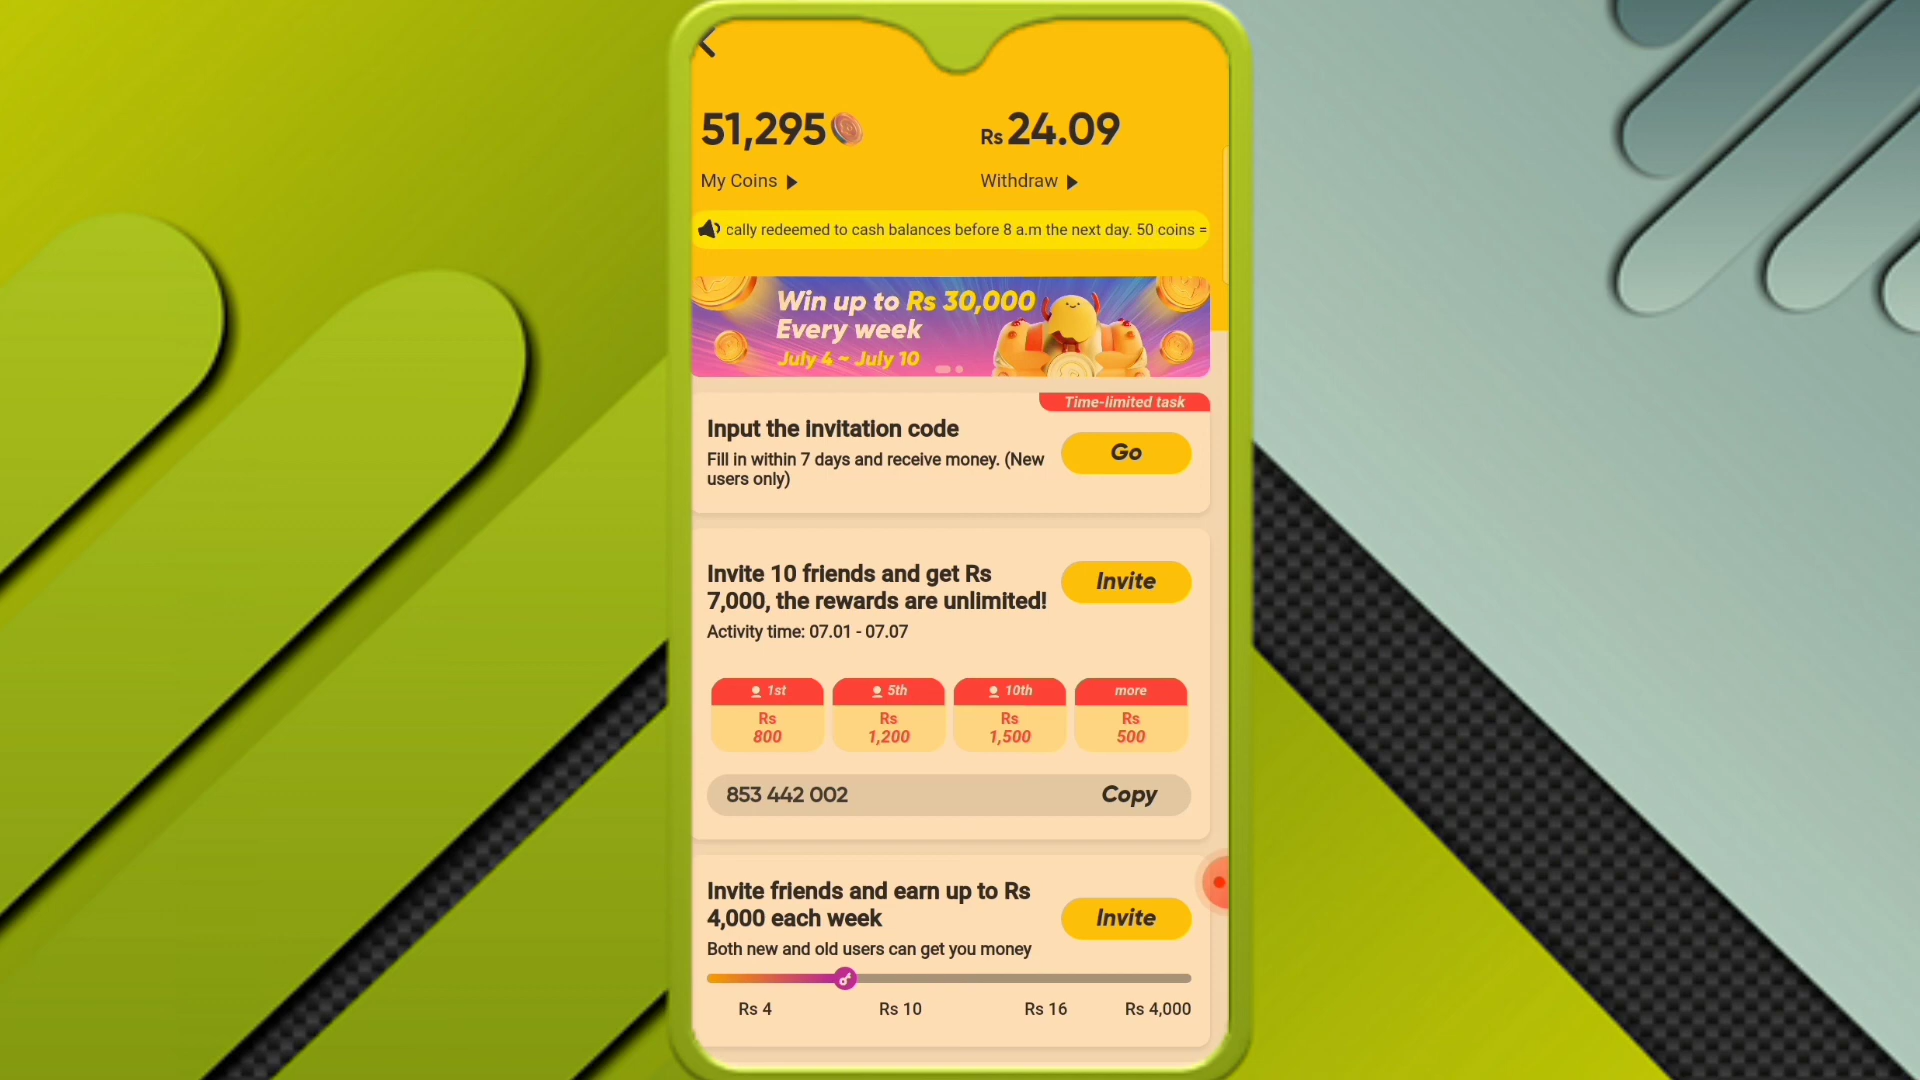 51,295
Rs 24.09
My Coins
Withdraw
cally redeemed to cash balances before 8 a.m the next day. 50 coins =
Win up to Rs 30,000
Every week
July 4 ~ July 10
Time-limited task
Input the invitation code
Go
Fill in within 7 days and receive money. (New
users only)
Invite 10 friends and get Rs
7,000, the rewards are unlimited!
Invite
Activity time: 07.01 - 07.07
1st
5th
10th
more
Rs
800
Rs
1,200
Rs
1,500
Rs
500
853 442 002
Copy
Invite friends and earn up to Rs
4,000 each week
Invite
Both new and old users can get you money
Rs 4
Rs 10
Rs 16
Rs 4,000